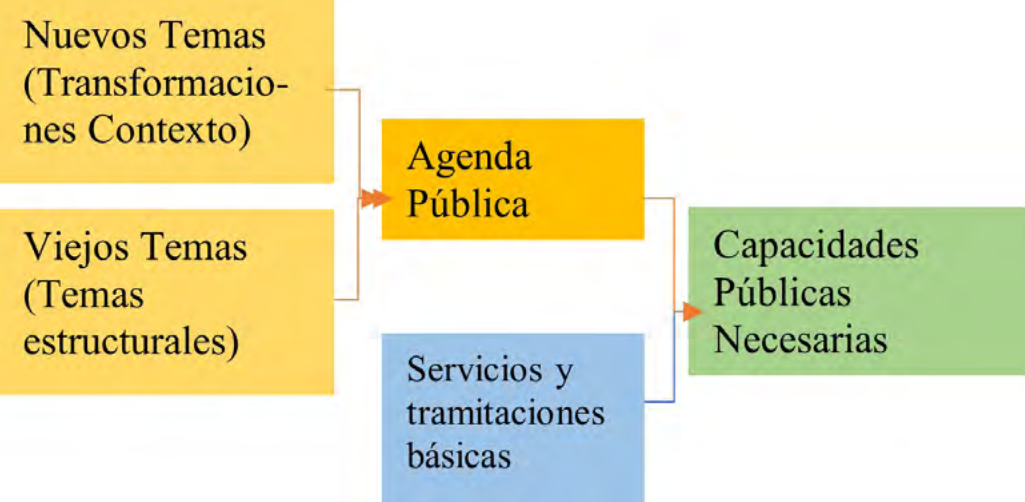 Nuevos Temas
(Transformacio-
nes Contexto)
Viejos Temas
(Temas
estructurales)
Agenda
Pública
Servicios y
tramitaciones
básicas
Capacidades
Públicas
Necesarias